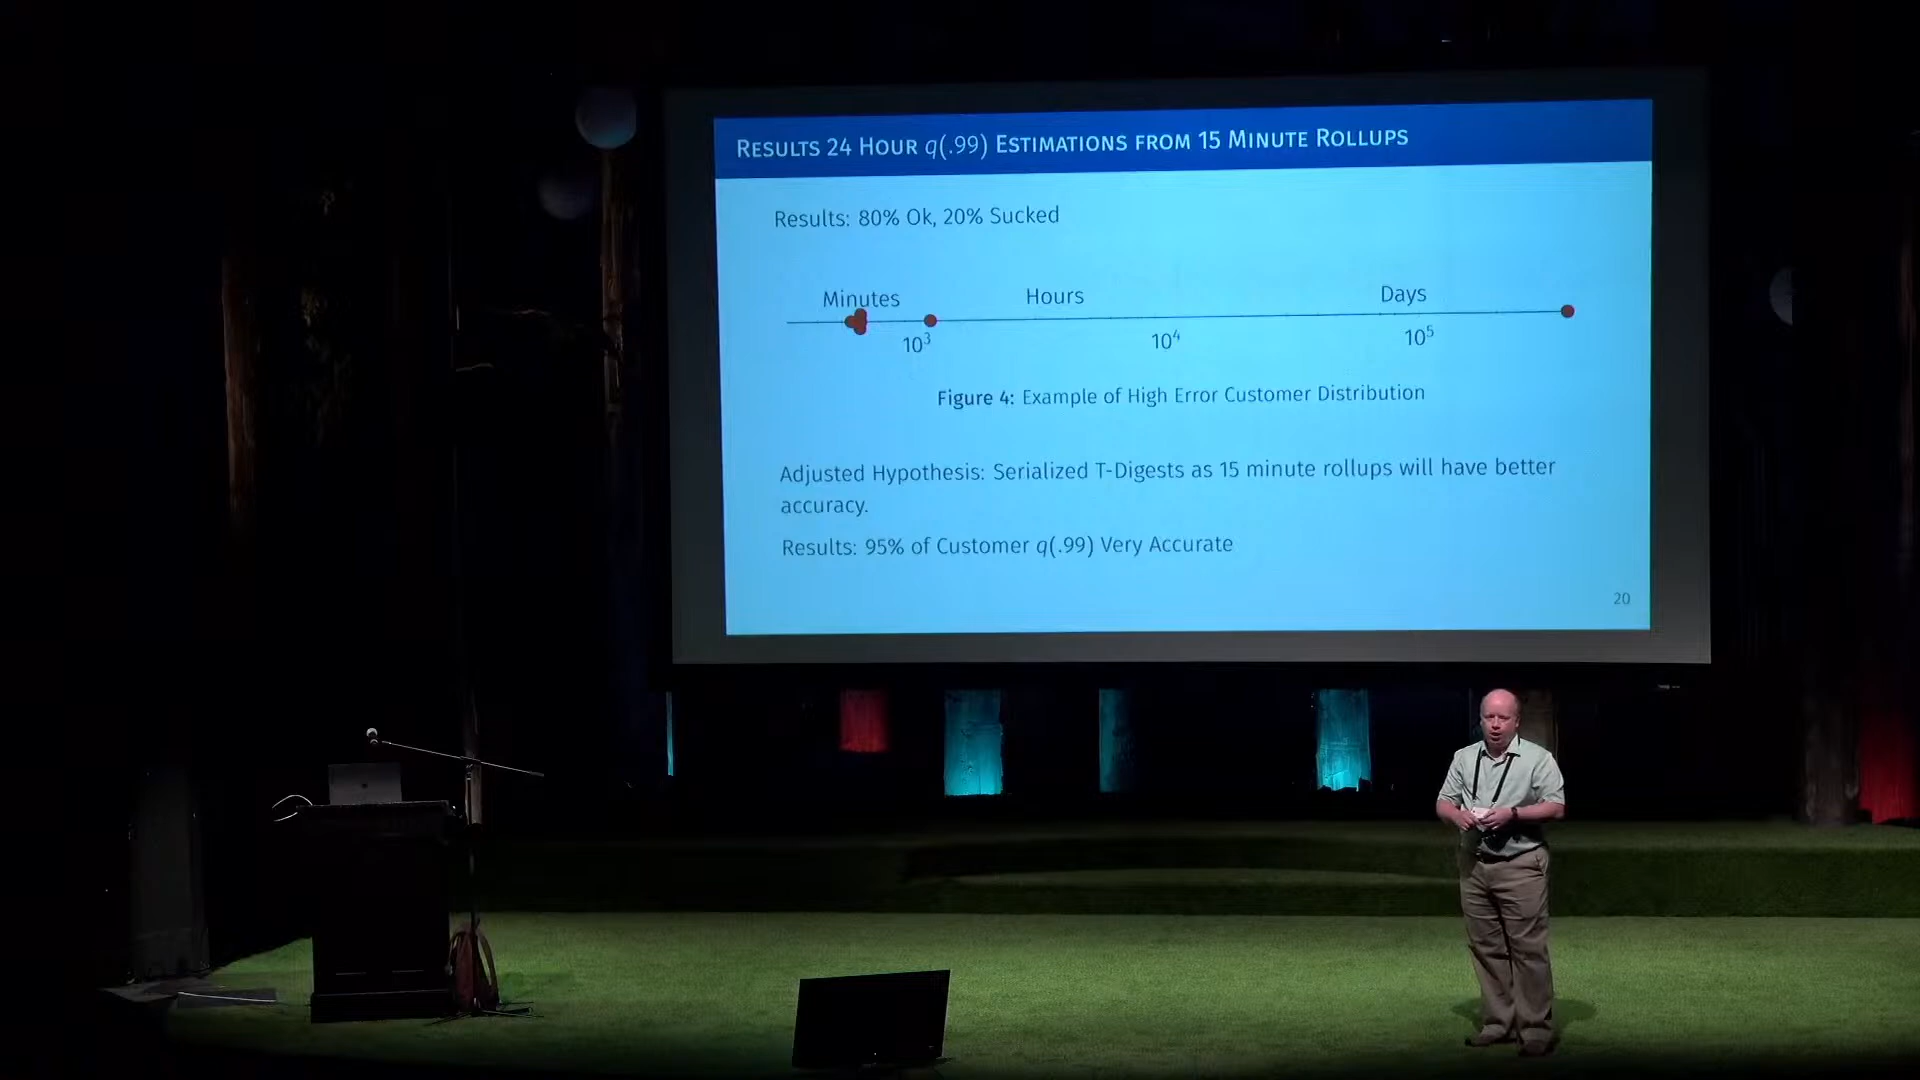 RESULTS 24 HOUR q(.99) ESTIMATIONS FROM 15 MINUTE ROLLUPS
Results: 80% Ok, 20% Sucked
Minutes Hours Days
10³ 10⁴ 10⁵
Figure 4: Example of High Error Customer Distribution
Adjusted Hypothesis: Serialized T-Digests as 15 minute rollups will have better
accuracy.
Results: 95% of Customer q(.99) Very Accurate
20